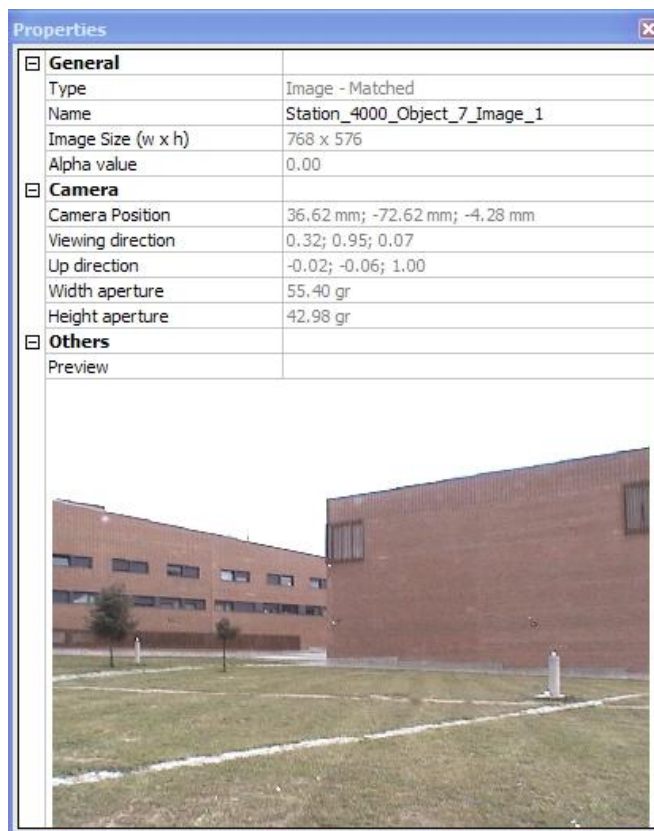 Properties
General
Type Image - Matched
Name Station_4000_Object_7_Image_1
Image Size (w x h) 768 x 576
Alpha value 0.00
Camera
Camera Position 36.62 mm; -72.62 mm; -4.28 mm
Viewing direction 0.32; 0.95; 0.07
Up direction -0.02; -0.06; 1.00
Width aperture 55.40 gr
Height aperture 42.98 gr
Others
Preview